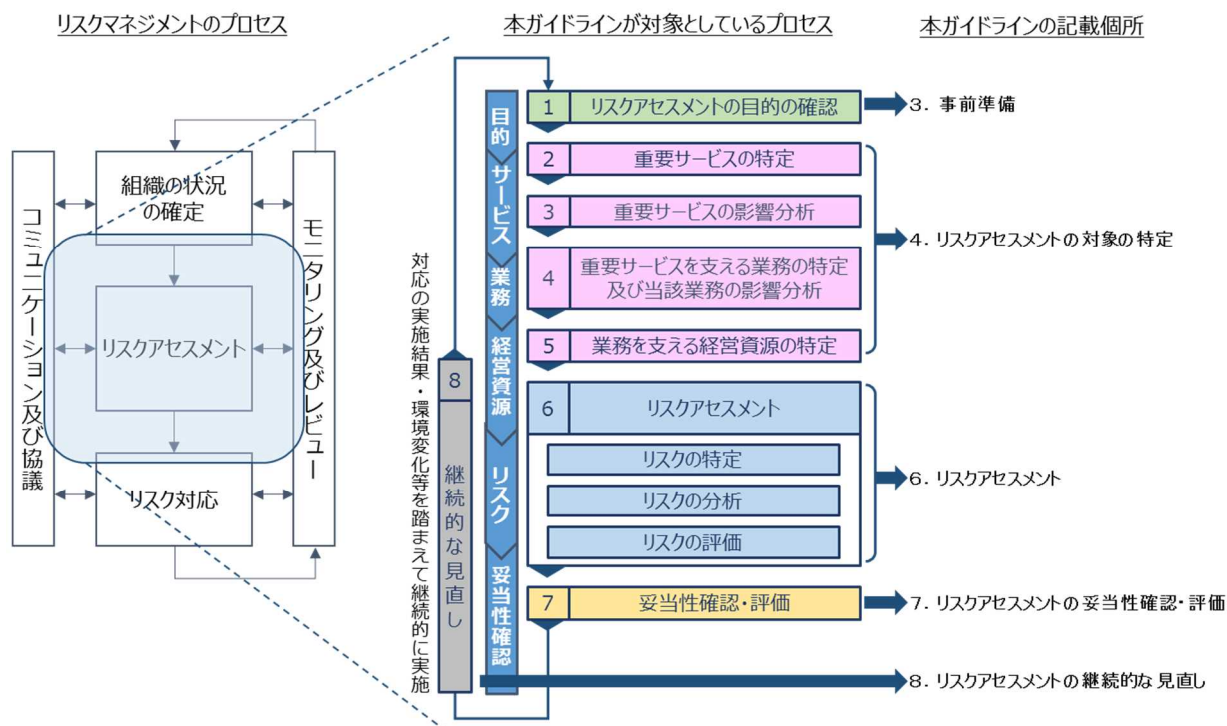 リスクマネジメントのプロセス
本ガイドラインが対象としているプロセス
本ガイドラインの記載個所
コミュニケーション及び協議
組織の状況
の確定
リスクアセスメント
リスク対応
モニタリング及びレビュー
対応の実施結果・環境変化等を踏まえて継続的に実施
8
継続的な見直し
目的
サービス
業務
経営資源
リスク
妥当性確認
1
リスクアセスメントの目的の確認
2
重要サービスの特定
3
重要サービスの影響分析
4
重要サービスを支える業務の特定
及び当該業務の影響分析
5
業務を支える経営資源の特定
6
リスクアセスメント
リスクの特定
リスクの分析
リスクの評価
7
妥当性確認・評価
3．事前準備
4．リスクアセスメントの対象の特定
6．リスクアセスメント
7．リスクアセスメントの妥当性確認・評価
8．リスクアセスメントの継続的な見直し